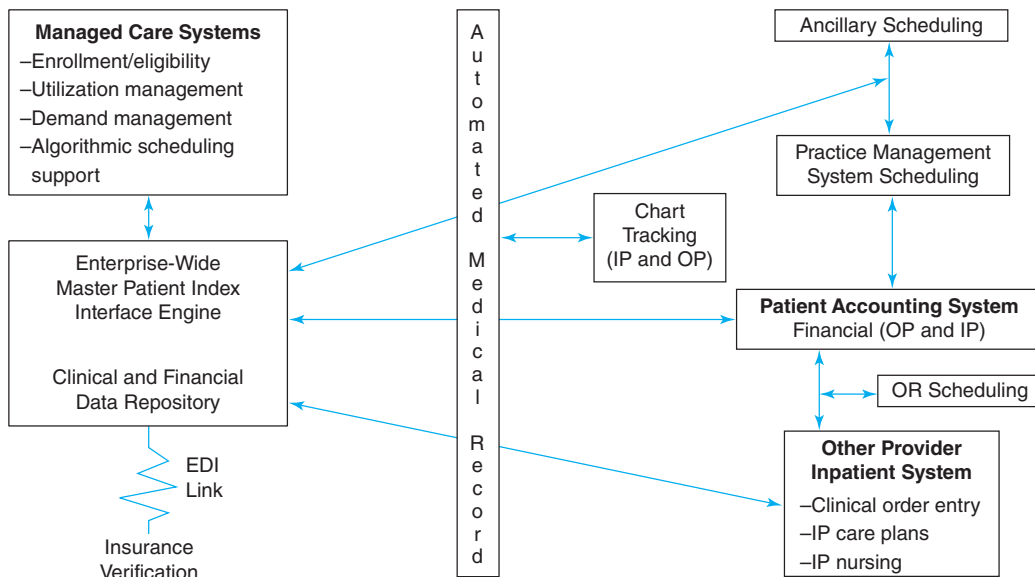 Managed Care Systems
–Enrollment/eligibility
–Utilization management
–Demand management
–Algorithmic scheduling
support
Enterprise-Wide
Master Patient Index
Interface Engine
Clinical and Financial
Data Repository
EDI
Link
Insurance
Verification
Automated Medical Record
Chart
Tracking
(IP and OP)
Ancillary Scheduling
Practice Management
System Scheduling
Patient Accounting System
Financial (OP and IP)
OR Scheduling
Other Provider
Inpatient System
–Clinical order entry
–IP care plans
–IP nursing